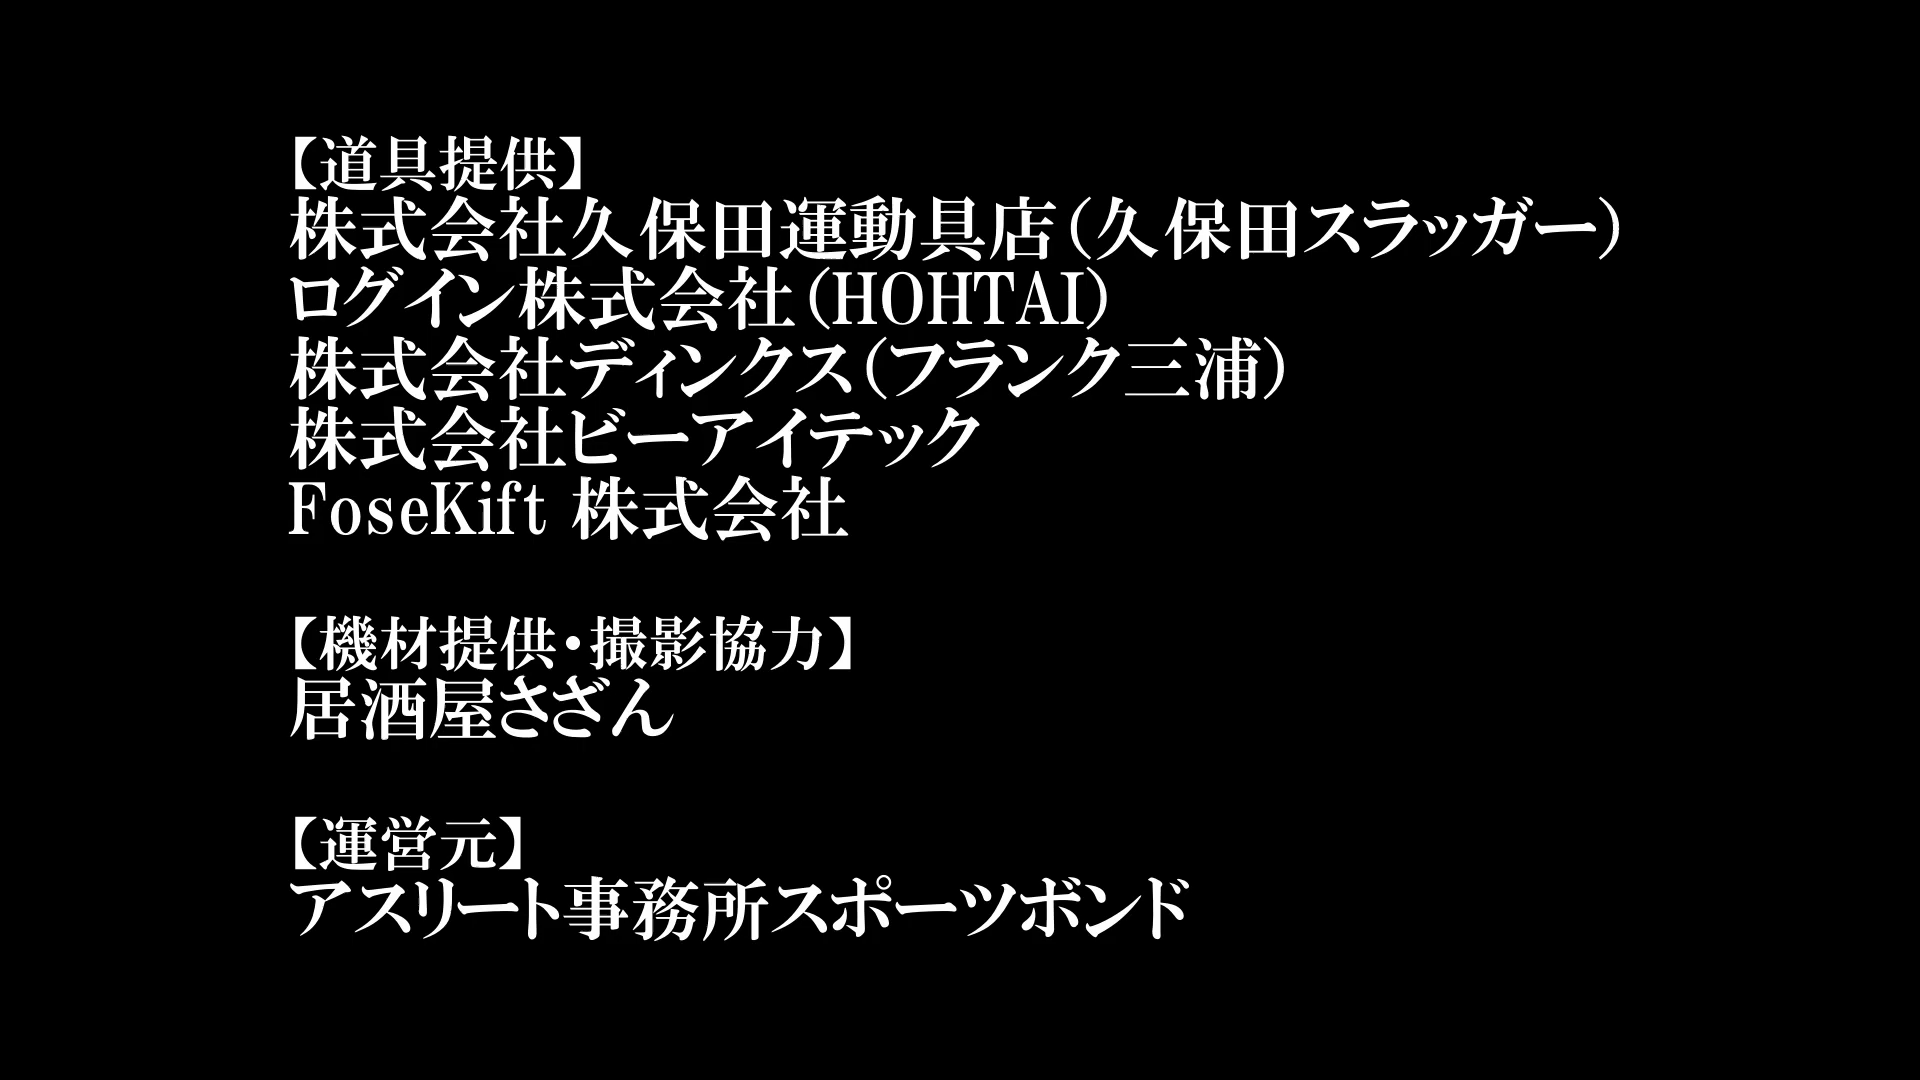 【道具提供】
株式会社久保田運動具店（久保田スラッガー）
ログイン株式会社（HOHTAI）
株式会社ディンクス（フランク三浦）
株式会社ビーアイテック
FoseKift 株式会社
【機材提供・撮影協力】
居酒屋さざん
【運営元】
アスリート事務所スポーツボンド